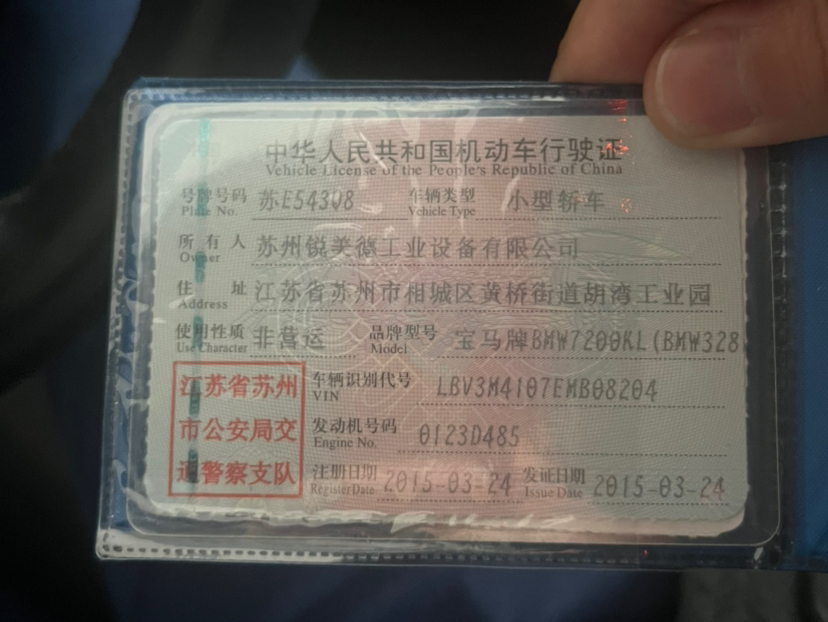 中华人民共和国机动车行驶证
Vehicle License of the People's Republic of China
号牌号码 苏E543Q8 车辆类型 小型轿车
Plate No. Vehicle Type
所有人 苏州锐美德工业设备有限公司
Owner
住址 江苏省苏州市相城区黄桥街道胡湾工业园
Address
使用性质 非营运 品牌型号 宝马牌BMW7200KL(BMW328
Use Character Model
江苏省苏州 车辆识别代号 LBV3M4107EMB08204
VIN
市公安局交 发动机号码 0123D485
Engine No.
通警察支队 注册日期 2015-03-24 发证日期 2015-03-24
Register Date Issue Date